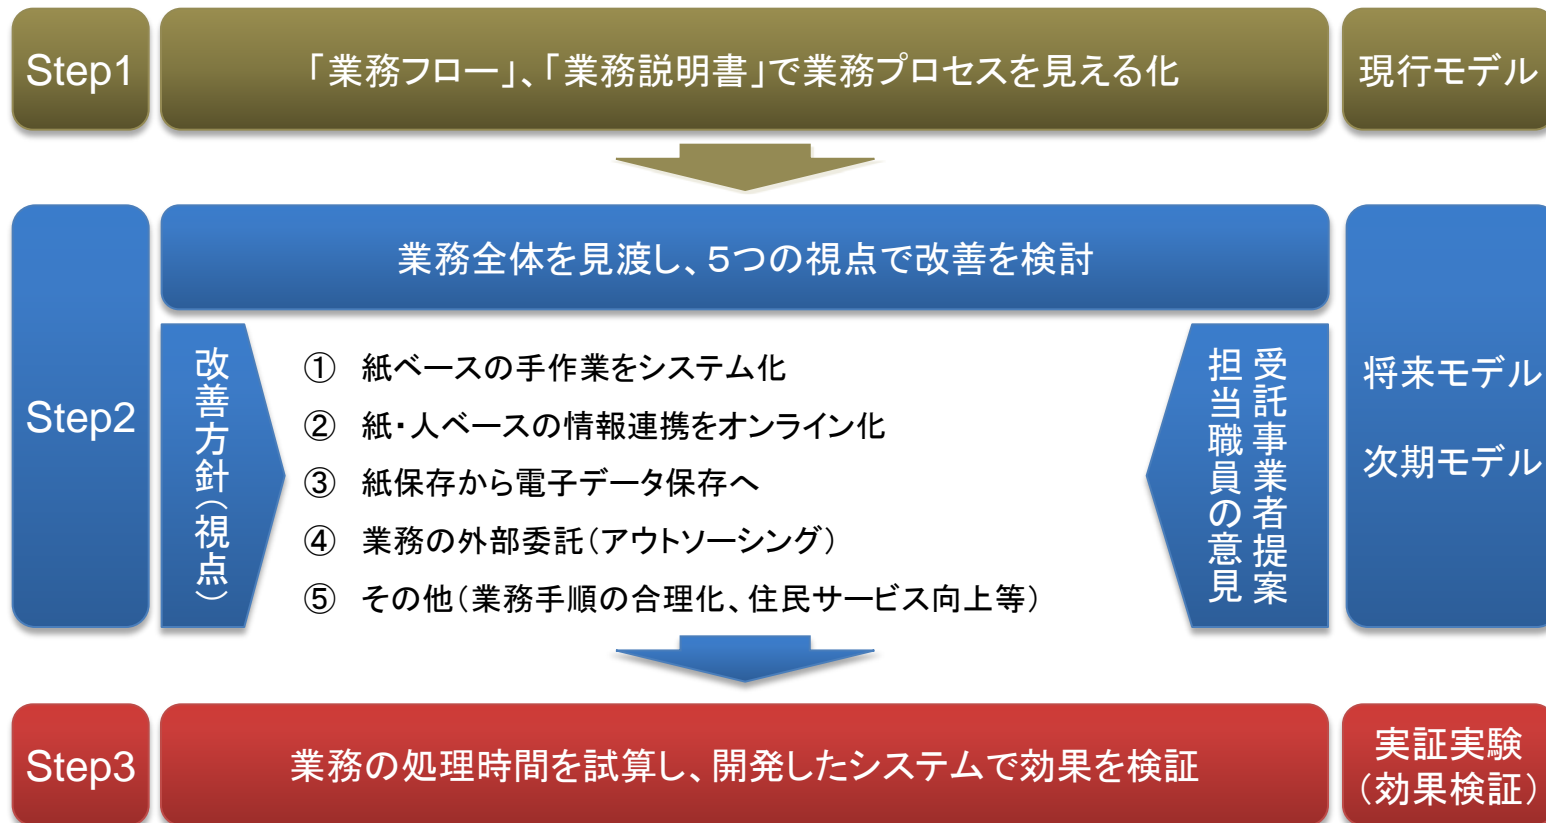 Step1
「業務フロー」、「業務説明書」で業務プロセスを見える化
現行モデル
Step2
業務全体を見渡し、5つの視点で改善を検討
改善方針(視点)
① 紙ベースの手作業をシステム化
② 紙・人ベースの情報連携をオンライン化
③ 紙保存から電子データ保存へ
④ 業務の外部委託(アウトソーシング)
⑤ その他(業務手順の合理化、住民サービス向上等)
受託事業者提案
担当職員の意見
将来モデル
次期モデル
Step3
業務の処理時間を試算し、開発したシステムで効果を検証
実証実験
(効果検証)